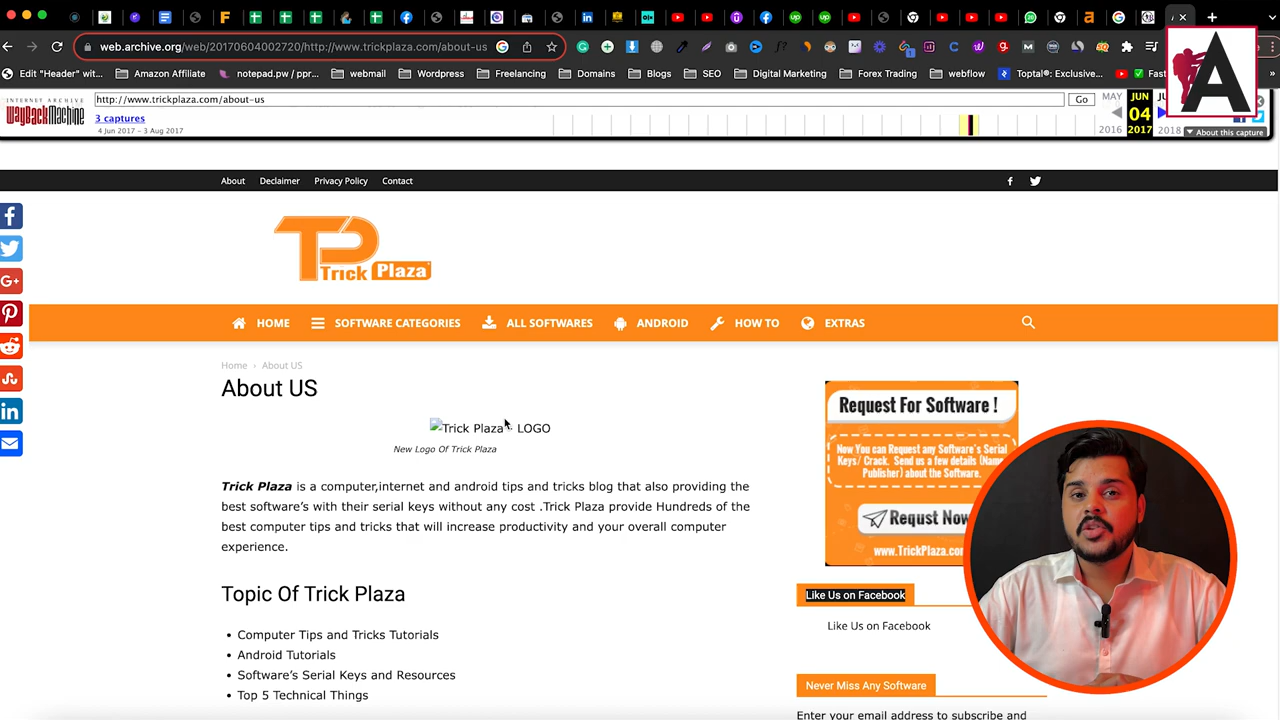 web.archive.org/web/20170604002720/http://www.trickplaza.com/about-us
Edit "Header" wit...
Amazon Affiliate
notepad.pw / ppr...
webmail
Wordpress
Freelancing
Domains
Blogs
SEO
Digital Marketing
Forex Trading
webflow
Toptal®: Exclusive...
INTERNET ARCHIVE
WayBackMachine
http://www.trickplaza.com/about-us
Go
MAY
JUN
3 captures
04
4 Jun 2017 - 3 Aug 2017
2016
2017
2018
About this capture
A
About
Declaimer
Privacy Policy
Contact
TP
Trick Plaza
HOME
SOFTWARE CATEGORIES
ALL SOFTWARES
ANDROID
HOW TO
EXTRAS
Home › About US
About US
Trick Plaza - LOGO
New Logo Of Trick Plaza
Trick Plaza is a computer,internet and android tips and tricks blog that also providing the
best software's with their serial keys without any cost .Trick Plaza provide Hundreds of the
best computer tips and tricks that will increase productivity and your overall computer
experience.
Topic Of Trick Plaza
• Computer Tips and Tricks Tutorials
• Android Tutorials
• Software's Serial Keys and Resources
• Top 5 Technical Things
Request For Software !
Now You can Request any Software's Serial
Keys/ Crack. Send us a few details (Name
Publisher) about the Software.
Requst Now
www.TrickPlaza.com
Like Us on Facebook
Like Us on Facebook
Never Miss Any Software
Enter your email address to subscribe and